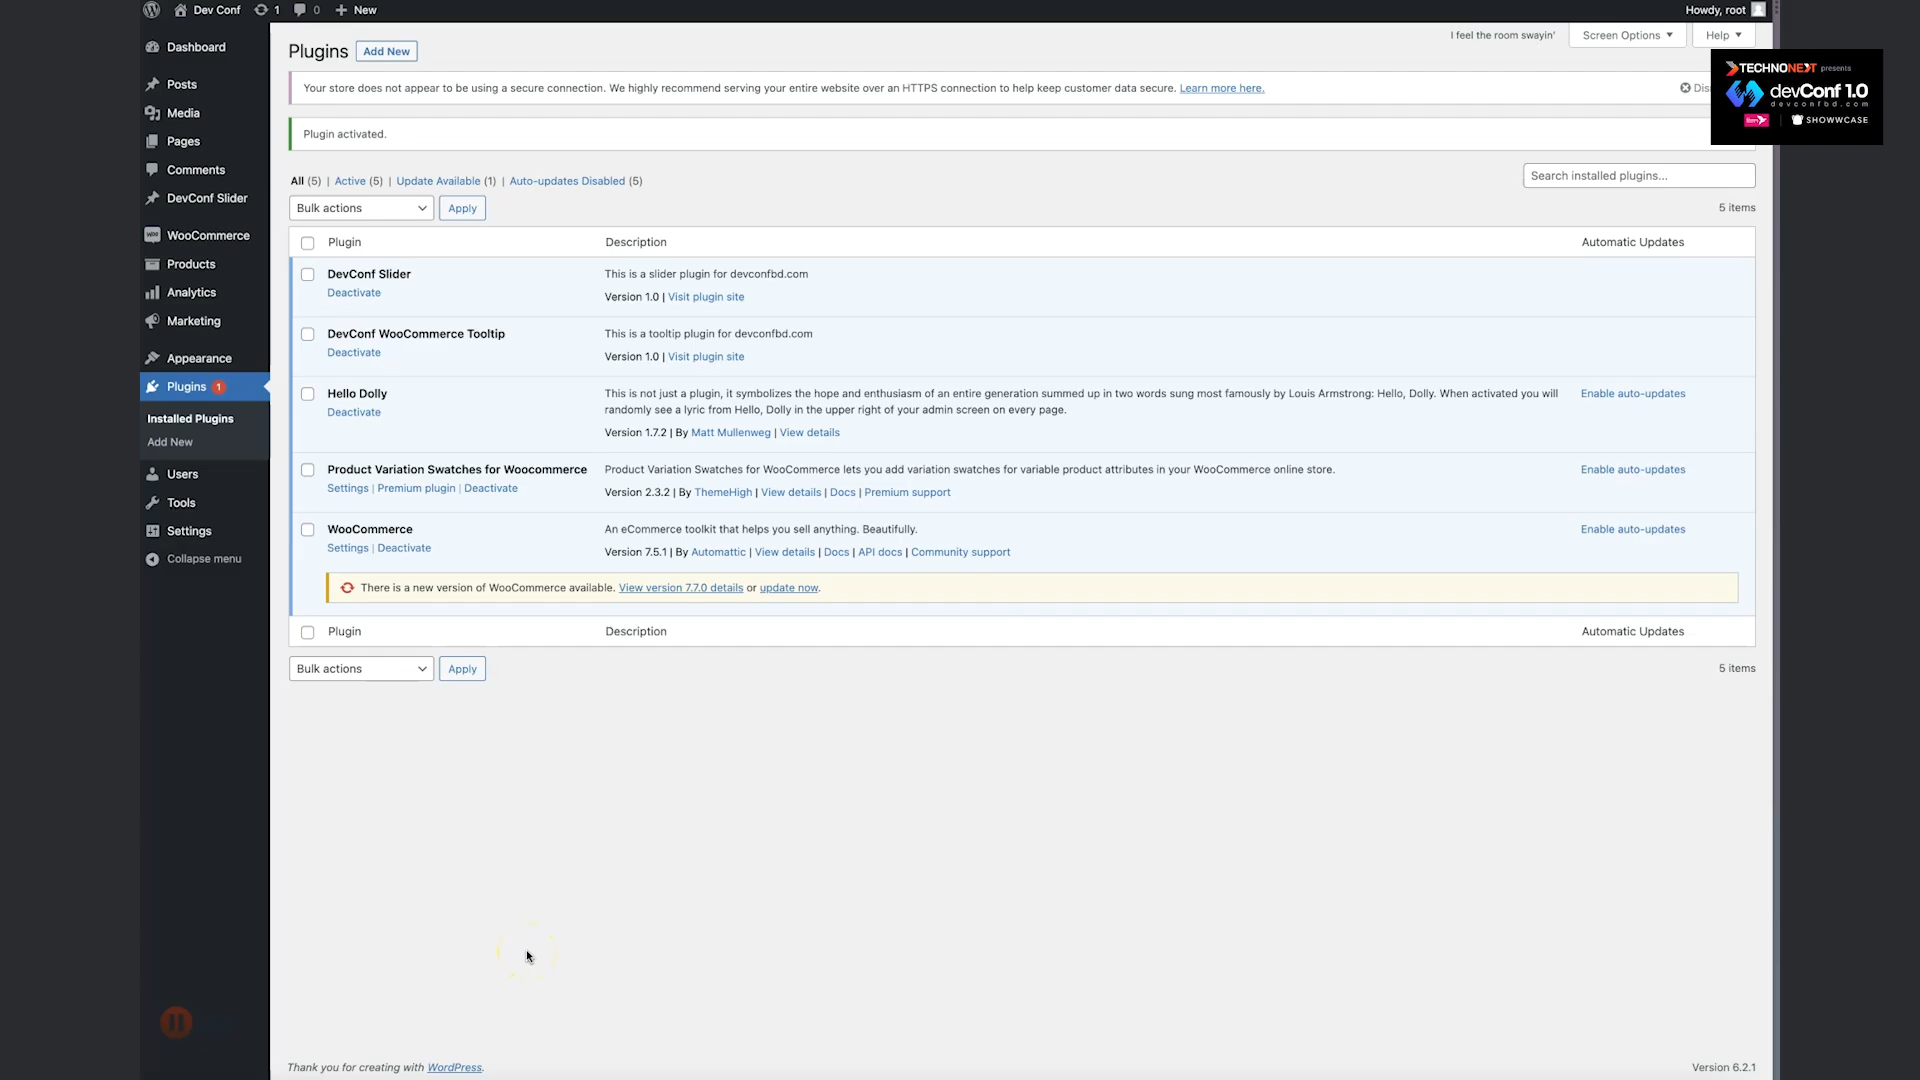 Dev Conf
1
0
New
Howdy, root
Dashboard
Posts
Media
Pages
Comments
DevConf Slider
WooCommerce
Products
Analytics
Marketing
Appearance
Plugins 1
Installed Plugins
Add New
Users
Tools
Settings
Collapse menu
I feel the room swayin'
Screen Options
Help
Plugins
Add New
TECHNONEXT presents
devConf 1.0
devconfbd.com
SHOWWCASE
Your store does not appear to be using a secure connection. We highly recommend serving your entire website over an HTTPS connection to help keep customer data secure. Learn more here.
Plugin activated.
All (5) | Active (5) | Update Available (1) | Auto-updates Disabled (5)
Search installed plugins...
Bulk actions
Apply
5 items
Plugin
Description
Automatic Updates
DevConf Slider
Deactivate
This is a slider plugin for devconfbd.com
Version 1.0 | Visit plugin site
DevConf WooCommerce Tooltip
Deactivate
This is a tooltip plugin for devconfbd.com
Version 1.0 | Visit plugin site
Hello Dolly
Deactivate
This is not just a plugin, it symbolizes the hope and enthusiasm of an entire generation summed up in two words sung most famously by Louis Armstrong: Hello, Dolly. When activated you will
randomly see a lyric from Hello, Dolly in the upper right of your admin screen on every page.
Version 1.7.2 | By Matt Mullenweg | View details
Enable auto-updates
Product Variation Swatches for Woocommerce
Settings | Premium plugin | Deactivate
Product Variation Swatches for WooCommerce lets you add variation swatches for variable product attributes in your WooCommerce online store.
Version 2.3.2 | By ThemeHigh | View details | Docs | Premium support
Enable auto-updates
WooCommerce
Settings | Deactivate
An eCommerce toolkit that helps you sell anything. Beautifully.
Version 7.5.1 | By Automattic | View details | Docs | API docs | Community support
Enable auto-updates
There is a new version of WooCommerce available. View version 7.7.0 details or update now.
Plugin
Description
Automatic Updates
Bulk actions
Apply
5 items
Thank you for creating with WordPress.
Version 6.2.1